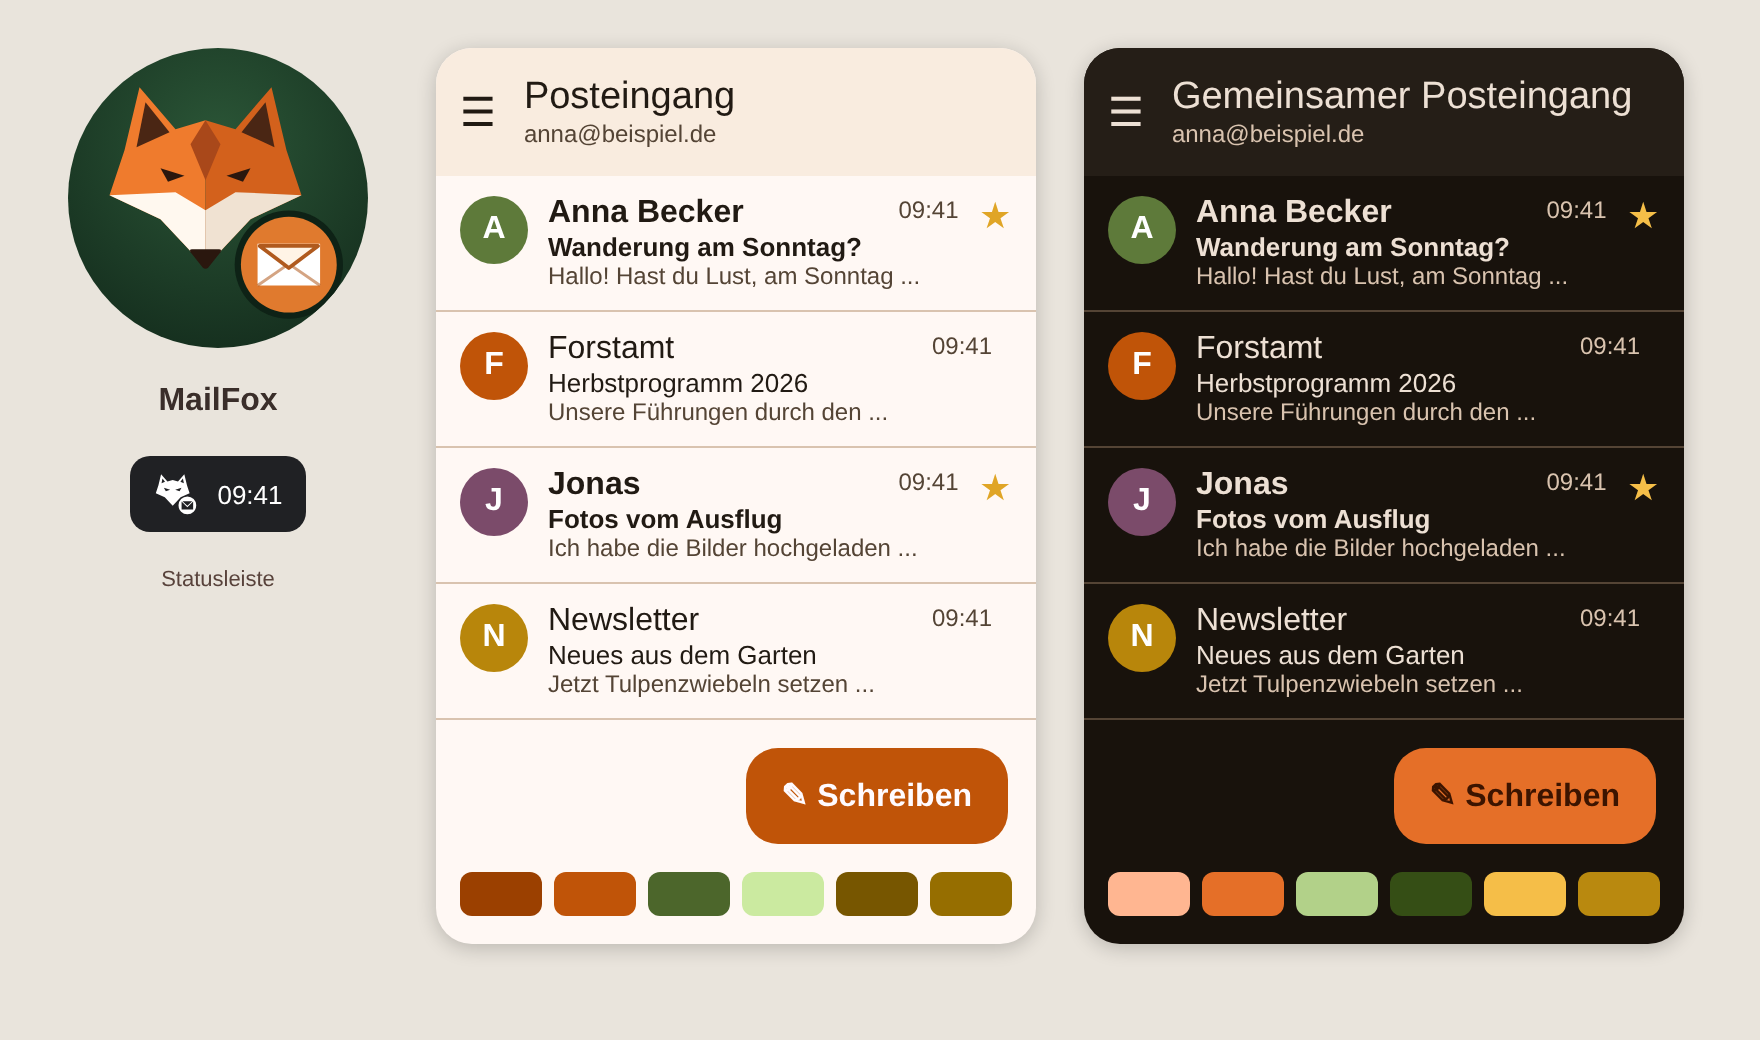 MailFox
09:41
Statusleiste
☰ Posteingang
anna@beispiel.de
A Anna Becker 09:41 ★
Wanderung am Sonntag?
Hallo! Hast du Lust, am Sonntag ...
F Forstamt 09:41
Herbstprogramm 2026
Unsere Führungen durch den ...
J Jonas 09:41 ★
Fotos vom Ausflug
Ich habe die Bilder hochgeladen ...
N Newsletter 09:41
Neues aus dem Garten
Jetzt Tulpenzwiebeln setzen ...
✎ Schreiben
☰ Gemeinsamer Posteingang
anna@beispiel.de
A Anna Becker 09:41 ★
Wanderung am Sonntag?
Hallo! Hast du Lust, am Sonntag ...
F Forstamt 09:41
Herbstprogramm 2026
Unsere Führungen durch den ...
J Jonas 09:41 ★
Fotos vom Ausflug
Ich habe die Bilder hochgeladen ...
N Newsletter 09:41
Neues aus dem Garten
Jetzt Tulpenzwiebeln setzen ...
✎ Schreiben